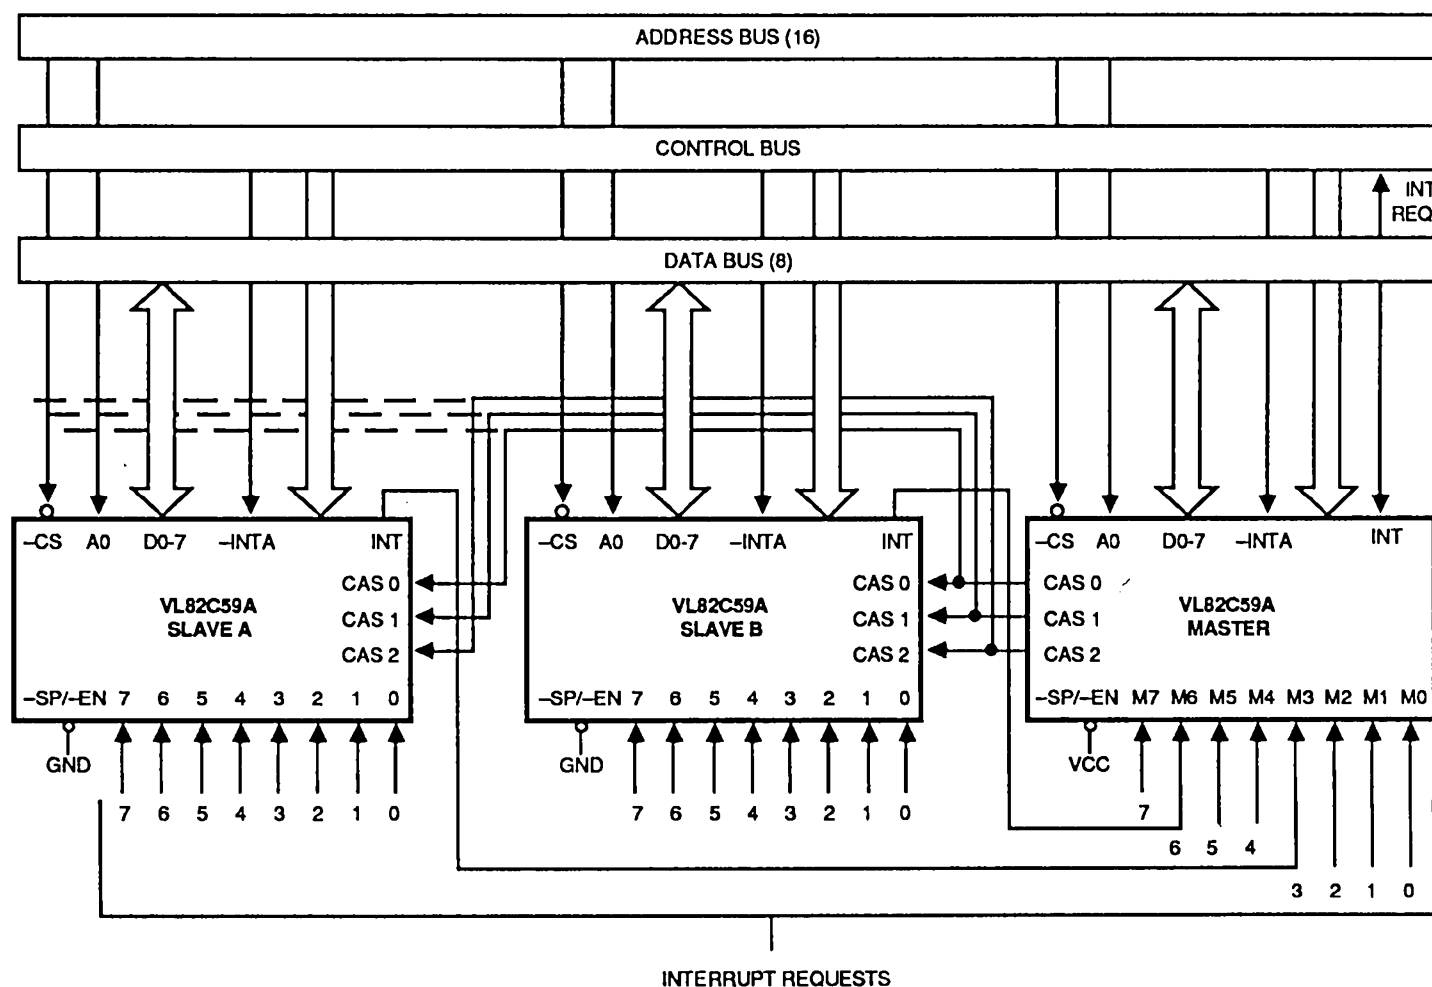 ADDRESS BUS (16)
CONTROL BUS
INT
REQ
DATA BUS (8)
–CS A0 D0-7 –INTA INT
CAS 0
VL82C59A
SLAVE A
CAS 1
CAS 2
–SP/–EN 7 6 5 4 3 2 1 0
GND
7 6 5 4 3 2 1 0
–CS A0 D0-7 –INTA INT
CAS 0
VL82C59A
SLAVE B
CAS 1
CAS 2
–SP/–EN 7 6 5 4 3 2 1 0
GND
7 6 5 4 3 2 1 0
–CS A0 D0-7 –INTA INT
CAS 0
VL82C59A
MASTER
CAS 1
CAS 2
–SP/–EN M7 M6 M5 M4 M3 M2 M1 M0
VCC
7
6 5 4
3 2 1 0
INTERRUPT REQUESTS